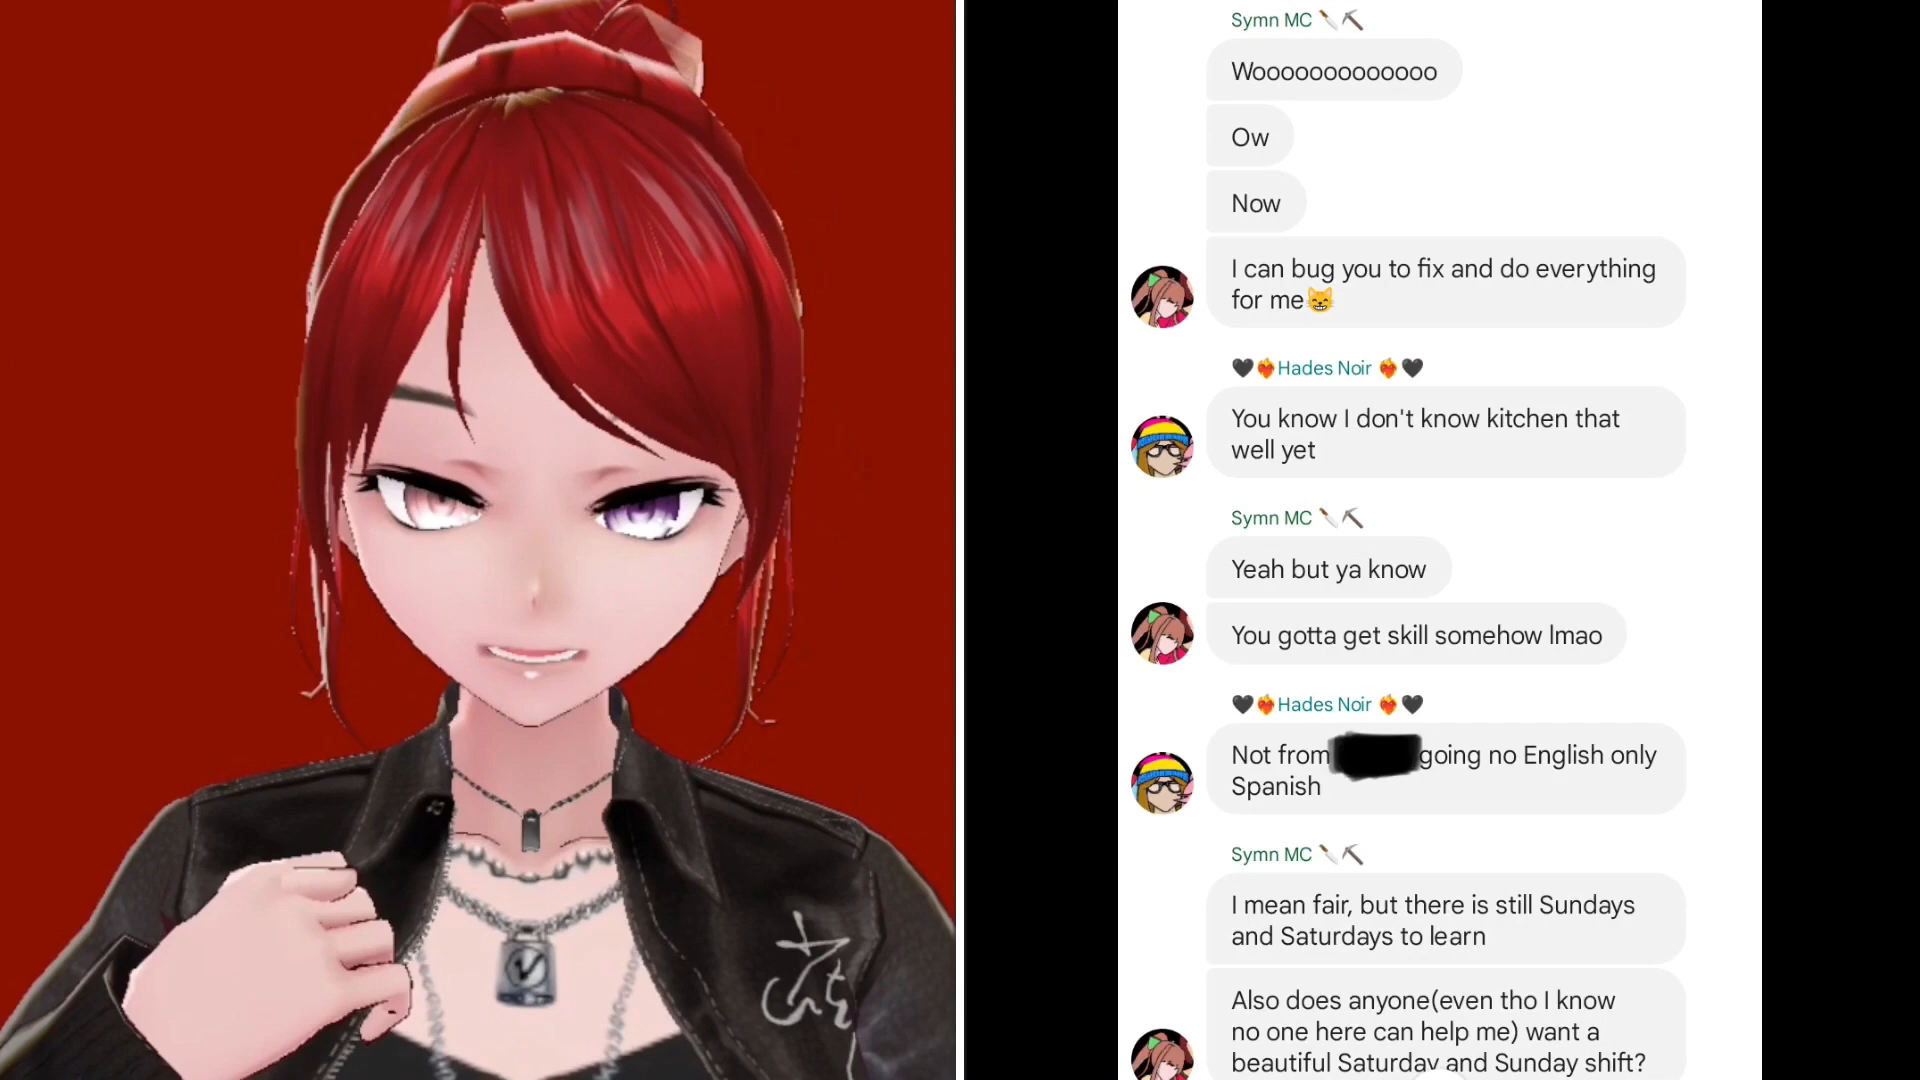 Symn MC 🔪⛏️
Wooooooooooooo
Ow
Now
I can bug you to fix and do everything
for me😸
🖤❤️‍🔥Hades Noir ❤️‍🔥🖤
You know I don't know kitchen that
well yet
Symn MC 🔪⛏️
Yeah but ya know
You gotta get skill somehow lmao
🖤❤️‍🔥Hades Noir ❤️‍🔥🖤
Not from going no English only
Spanish
Symn MC 🔪⛏️
I mean fair, but there is still Sundays
and Saturdays to learn
Also does anyone(even tho I know
no one here can help me) want a
beautiful Saturday and Sunday shift?